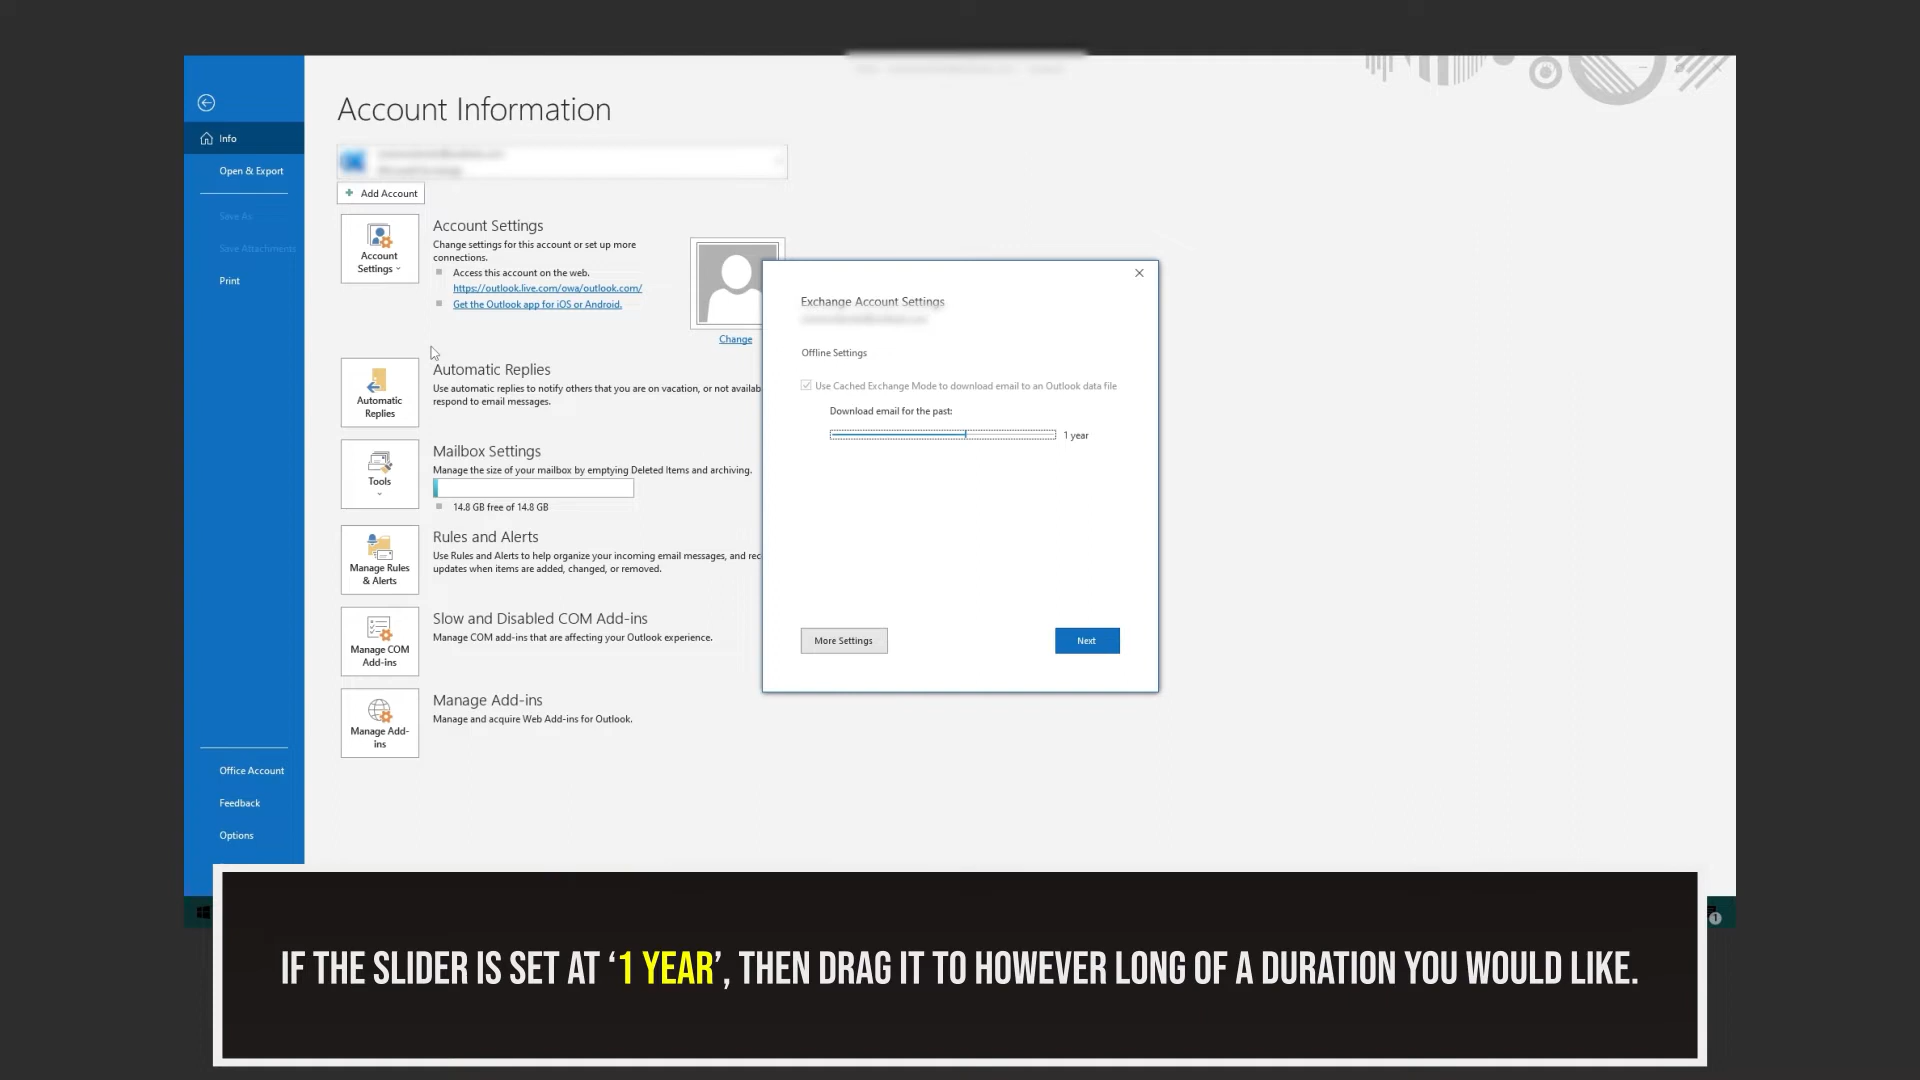 Account Information
Info
Open & Export
Save As
Save Attachments
Print
Office Account
Feedback
Options
+ Add Account
Account
Settings
Account Settings
Change settings for this account or set up more
connections.
Access this account on the web.
https://outlook.live.com/owa/outlook.com/
Get the Outlook app for iOS or Android.
Change
Automatic
Replies
Automatic Replies
Use automatic replies to notify others that you are on vacation, or not availab
respond to email messages.
Tools
Mailbox Settings
Manage the size of your mailbox by emptying Deleted Items and archiving.
14.8 GB free of 14.8 GB
Manage Rules
& Alerts
Rules and Alerts
Use Rules and Alerts to help organize your incoming email messages, and rec
updates when items are added, changed, or removed.
Manage COM
Add-ins
Slow and Disabled COM Add-ins
Manage COM add-ins that are affecting your Outlook experience.
Manage Add-
ins
Manage Add-ins
Manage and acquire Web Add-ins for Outlook.
Exchange Account Settings
Offline Settings
Use Cached Exchange Mode to download email to an Outlook data file
Download email for the past:
1 year
More Settings
Next
1
IF THE SLIDER IS SET AT ‘1 YEAR’, THEN DRAG IT TO HOWEVER LONG OF A DURATION YOU WOULD LIKE.